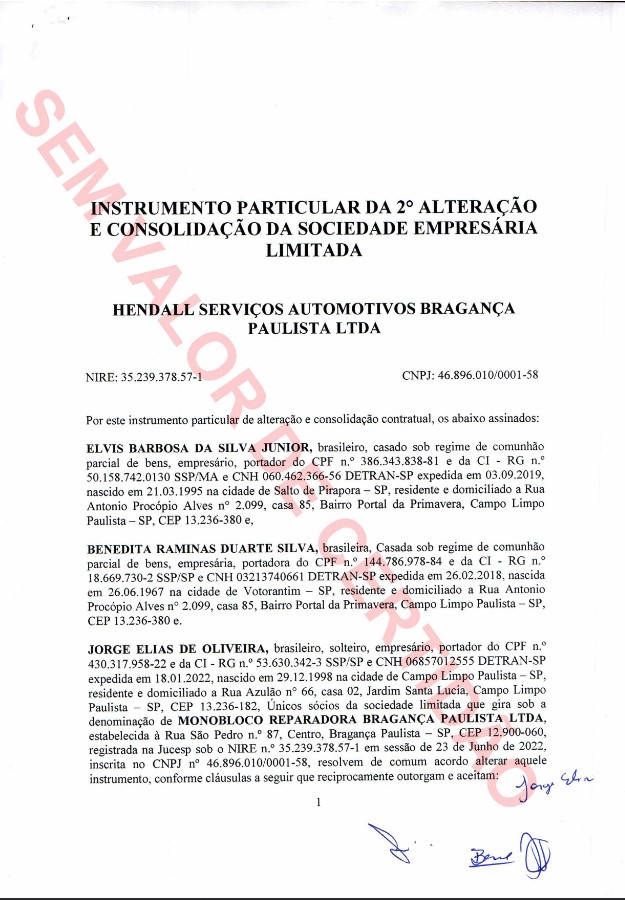 INSTRUMENTO PARTICULAR DA 2° ALTERAÇÃO
E CONSOLIDAÇÃO DA SOCIEDADE EMPRESÁRIA
LIMITADA
HENDALL SERVIÇOS AUTOMOTIVOS BRAGANÇA
PAULISTA LTDA
NIRE: 35.239.378.57-1 CNPJ: 46.896.010/0001-58
Por este instrumento particular de alteração e consolidação contratual, os abaixo assinados:
ELVIS BARBOSA DA SILVA JUNIOR, brasileiro, casado sob regime de comunhão
parcial de bens, empresário, portador do CPF n.º 386.343.838-81 e da CI - RG n.º
50.158.742.0130 SSP/MA e CNH 060.462.366-56 DETRAN-SP expedida em 03.09.2019,
nascido em 21.03.1995 na cidade de Salto de Pirapora – SP, residente e domiciliado a Rua
Antonio Procópio Alves n° 2.099, casa 85, Bairro Portal da Primavera, Campo Limpo
Paulista – SP, CEP 13.236-380 e,
BENEDITA RAMINAS DUARTE SILVA, brasileira, Casada sob regime de comunhão
parcial de bens, empresária, portadora do CPF n.º 144.786.978-84 e da CI - RG n.º
18.669.730-2 SSP/SP e CNH 03213740661 DETRAN-SP expedida em 26.02.2018, nascida
em 26.06.1967 na cidade de Votorantim – SP, residente e domiciliado a Rua Antonio
Procópio Alves n° 2.099, casa 85, Bairro Portal da Primavera, Campo Limpo Paulista – SP,
CEP 13.236-380 e.
JORGE ELIAS DE OLIVEIRA, brasileiro, solteiro, empresário, portador do CPF n.º
430.317.958-22 e da CI - RG n.º 53.630.342-3 SSP/SP e CNH 06857012555 DETRAN-SP
expedida em 18.01.2022, nascido em 29.12.1998 na cidade de Campo Limpo Paulista – SP,
residente e domiciliado a Rua Azulão n° 66, casa 02, Jardim Santa Lucia, Campo Limpo
Paulista – SP, CEP 13.236-182, Únicos sócios da sociedade limitada que gira sob a
denominação de MONOBLOCO REPARADORA BRAGANÇA PAULISTA LTDA,
estabelecida à Rua São Pedro n.º 87, Centro, Bragança Paulista – SP, CEP 12.900-060,
registrada na Jucesp sob o NIRE n.º 35.239.378.57-1 em sessão de 23 de Junho de 2022,
inscrita no CNPJ nº 46.896.010/0001-58, resolvem de comum acordo alterar aquele
instrumento, conforme cláusulas a seguir que reciprocamente outorgam e aceitam:
Jorge
1
SEM VALOR DE CERTIDÃO